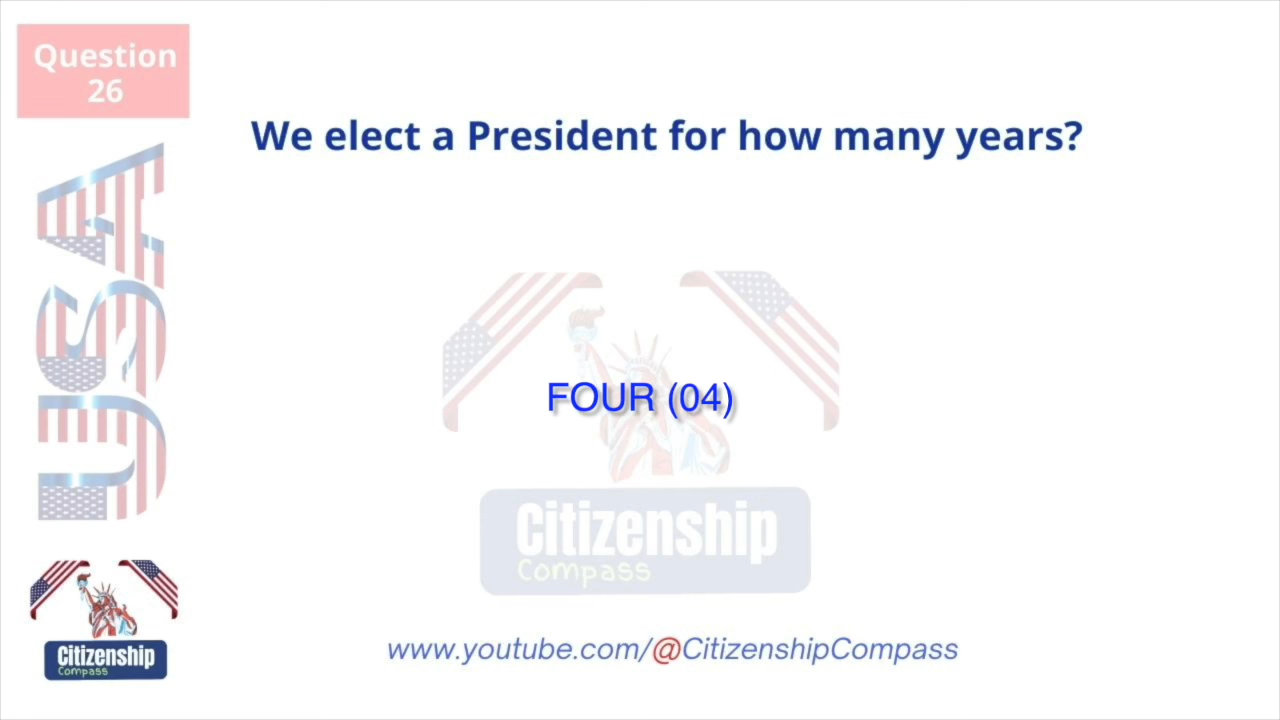 Question
26
We elect a President for how many years?
USA
FOUR (04)
Citizenship
Compass
Citizenship
Compass
www.youtube.com/@CitizenshipCompass